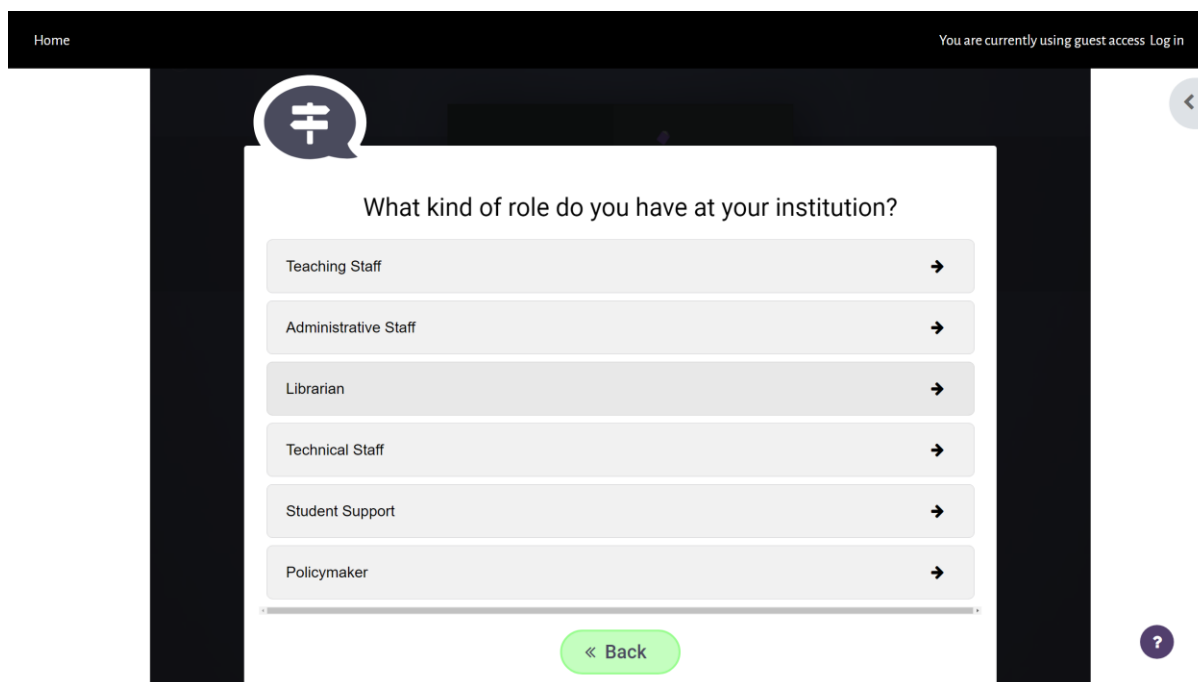 Home
You are currently using guest access Log in
What kind of role do you have at your institution?
Teaching Staff
Administrative Staff
Librarian
Technical Staff
Student Support
Policymaker
« Back
?